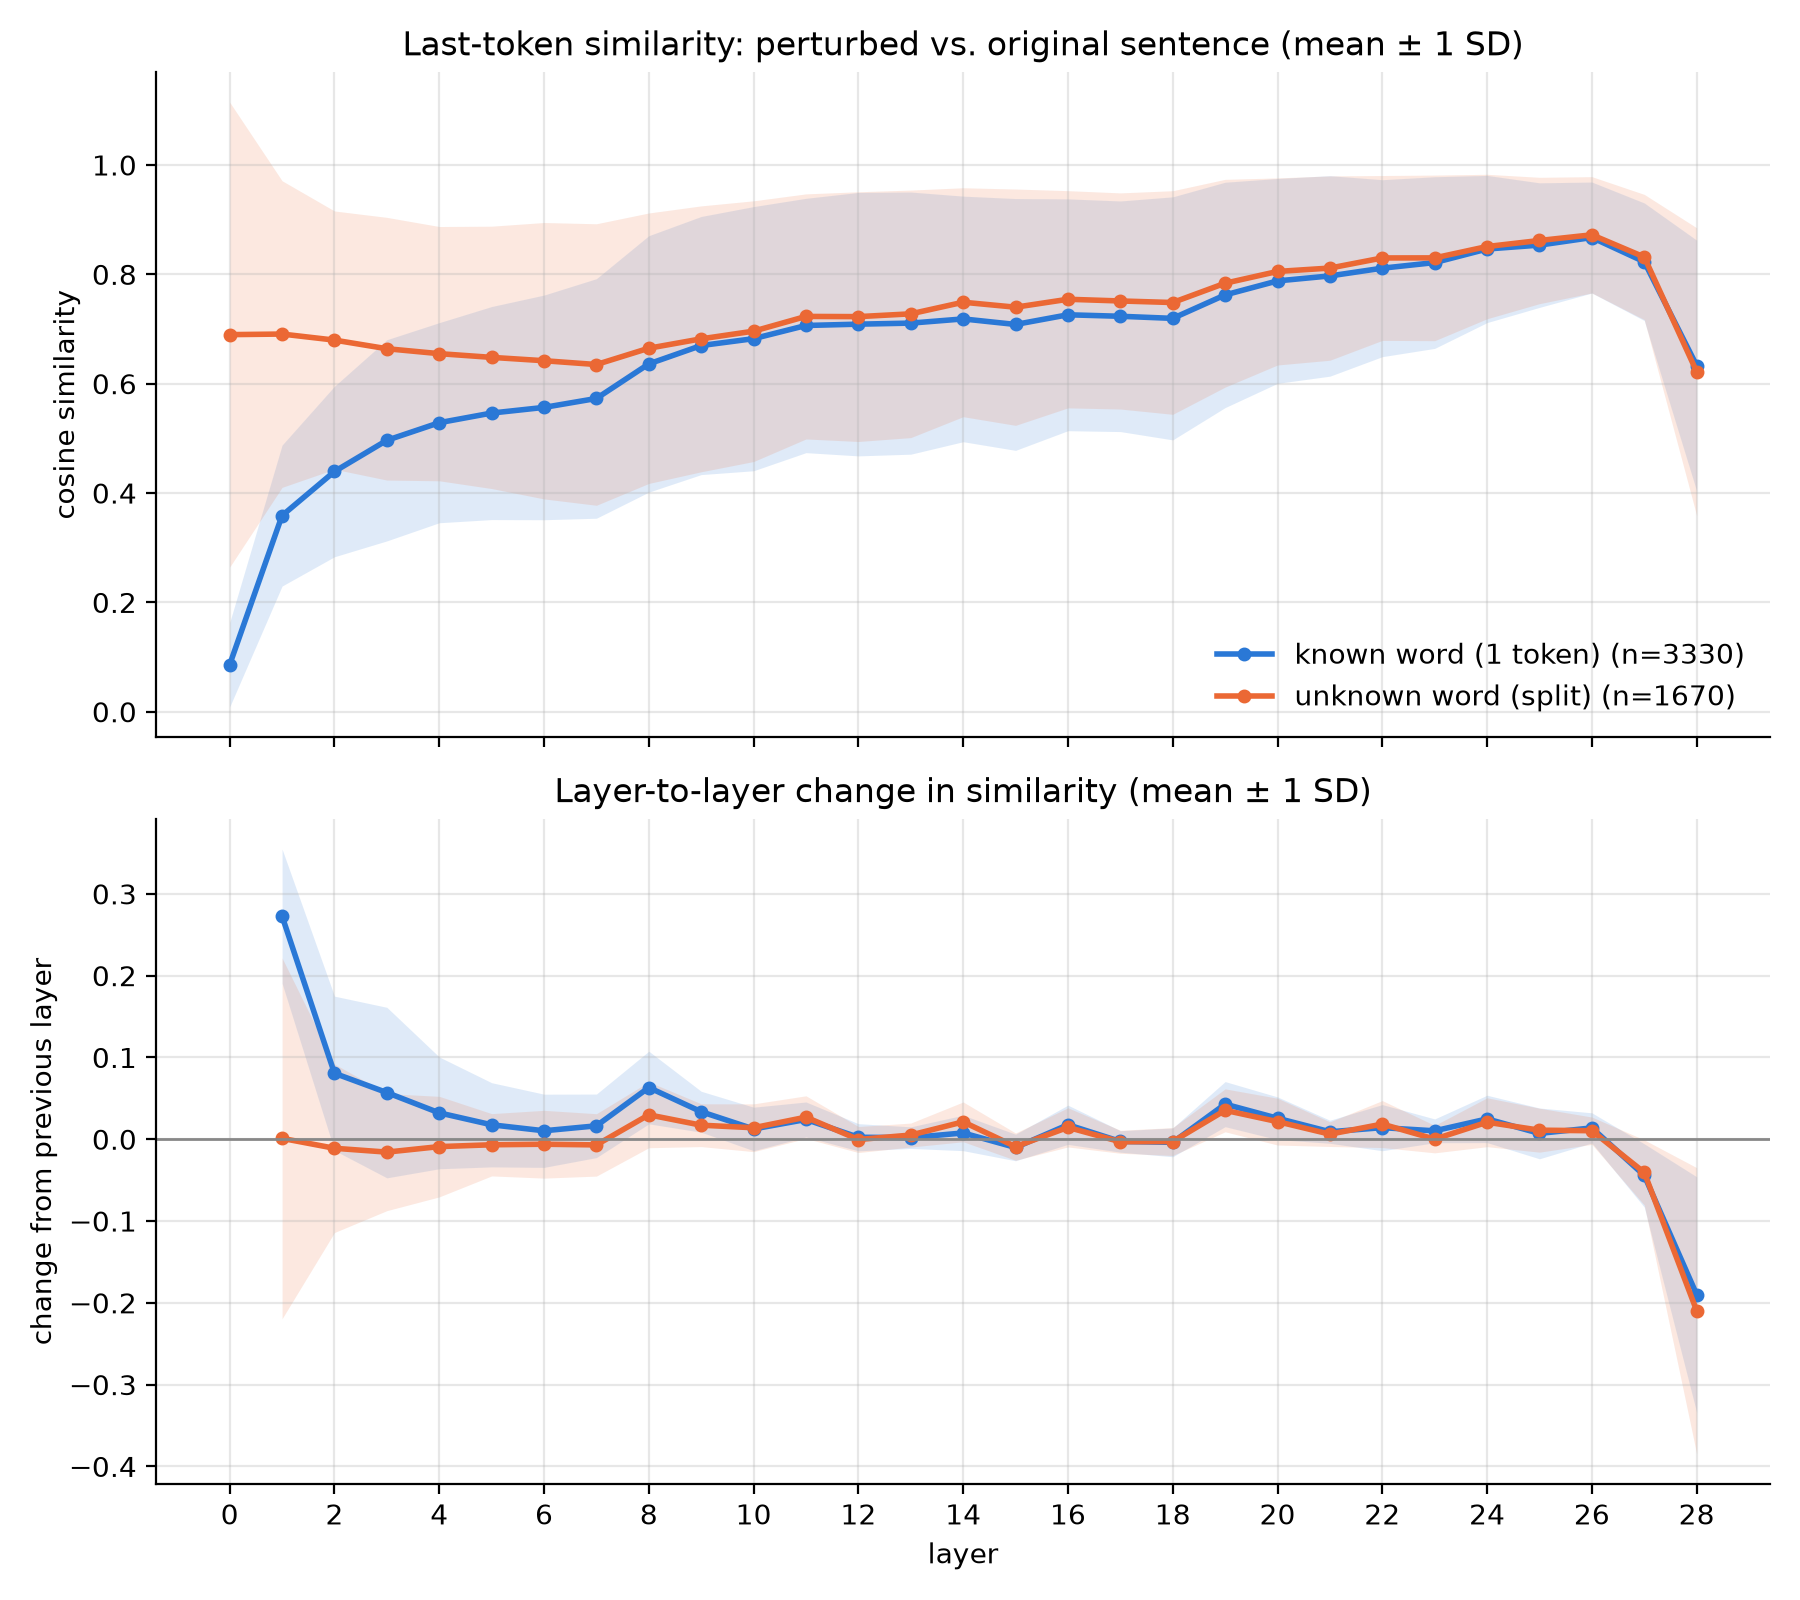 Last-token similarity: perturbed vs. original sentence (mean ± 1 SD)
cosine similarity
1.0
0.8
0.6
0.4
0.2
0.0
known word (1 token) (n=3330)
unknown word (split) (n=1670)
Layer-to-layer change in similarity (mean ± 1 SD)
change from previous layer
0.3
0.2
0.1
0.0
−0.1
−0.2
−0.3
−0.4
0 2 4 6 8 10 12 14 16 18 20 22 24 26 28
layer